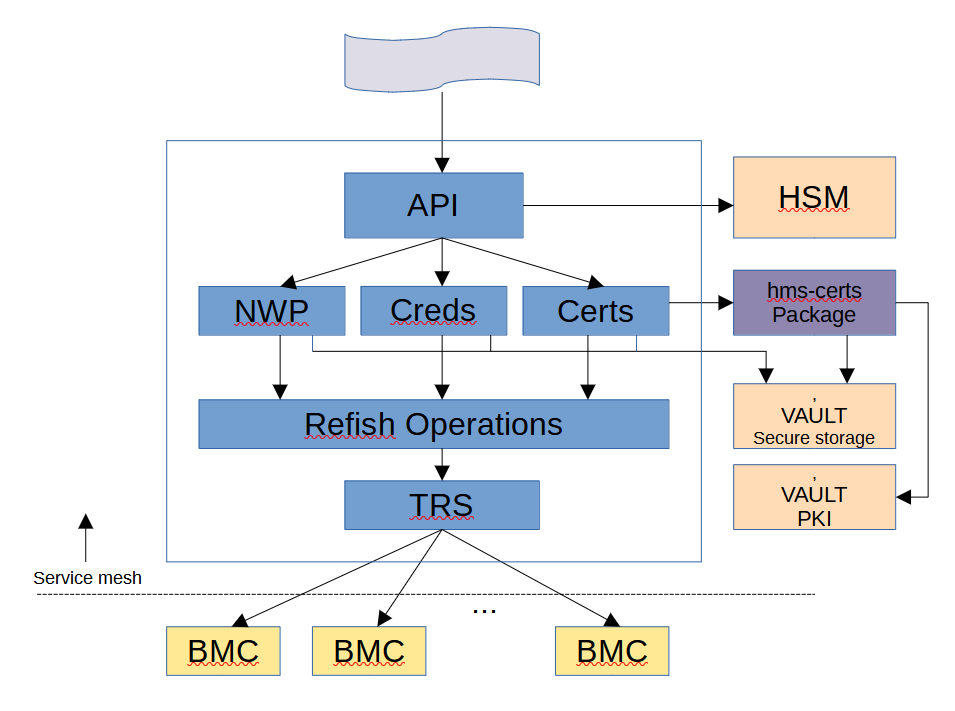 API
HSM
NWP
Creds
Certs
hms-certs
Package
Refish Operations
,
VAULT
Secure storage
TRS
,
VAULT
PKI
Service mesh
...
BMC
BMC
BMC